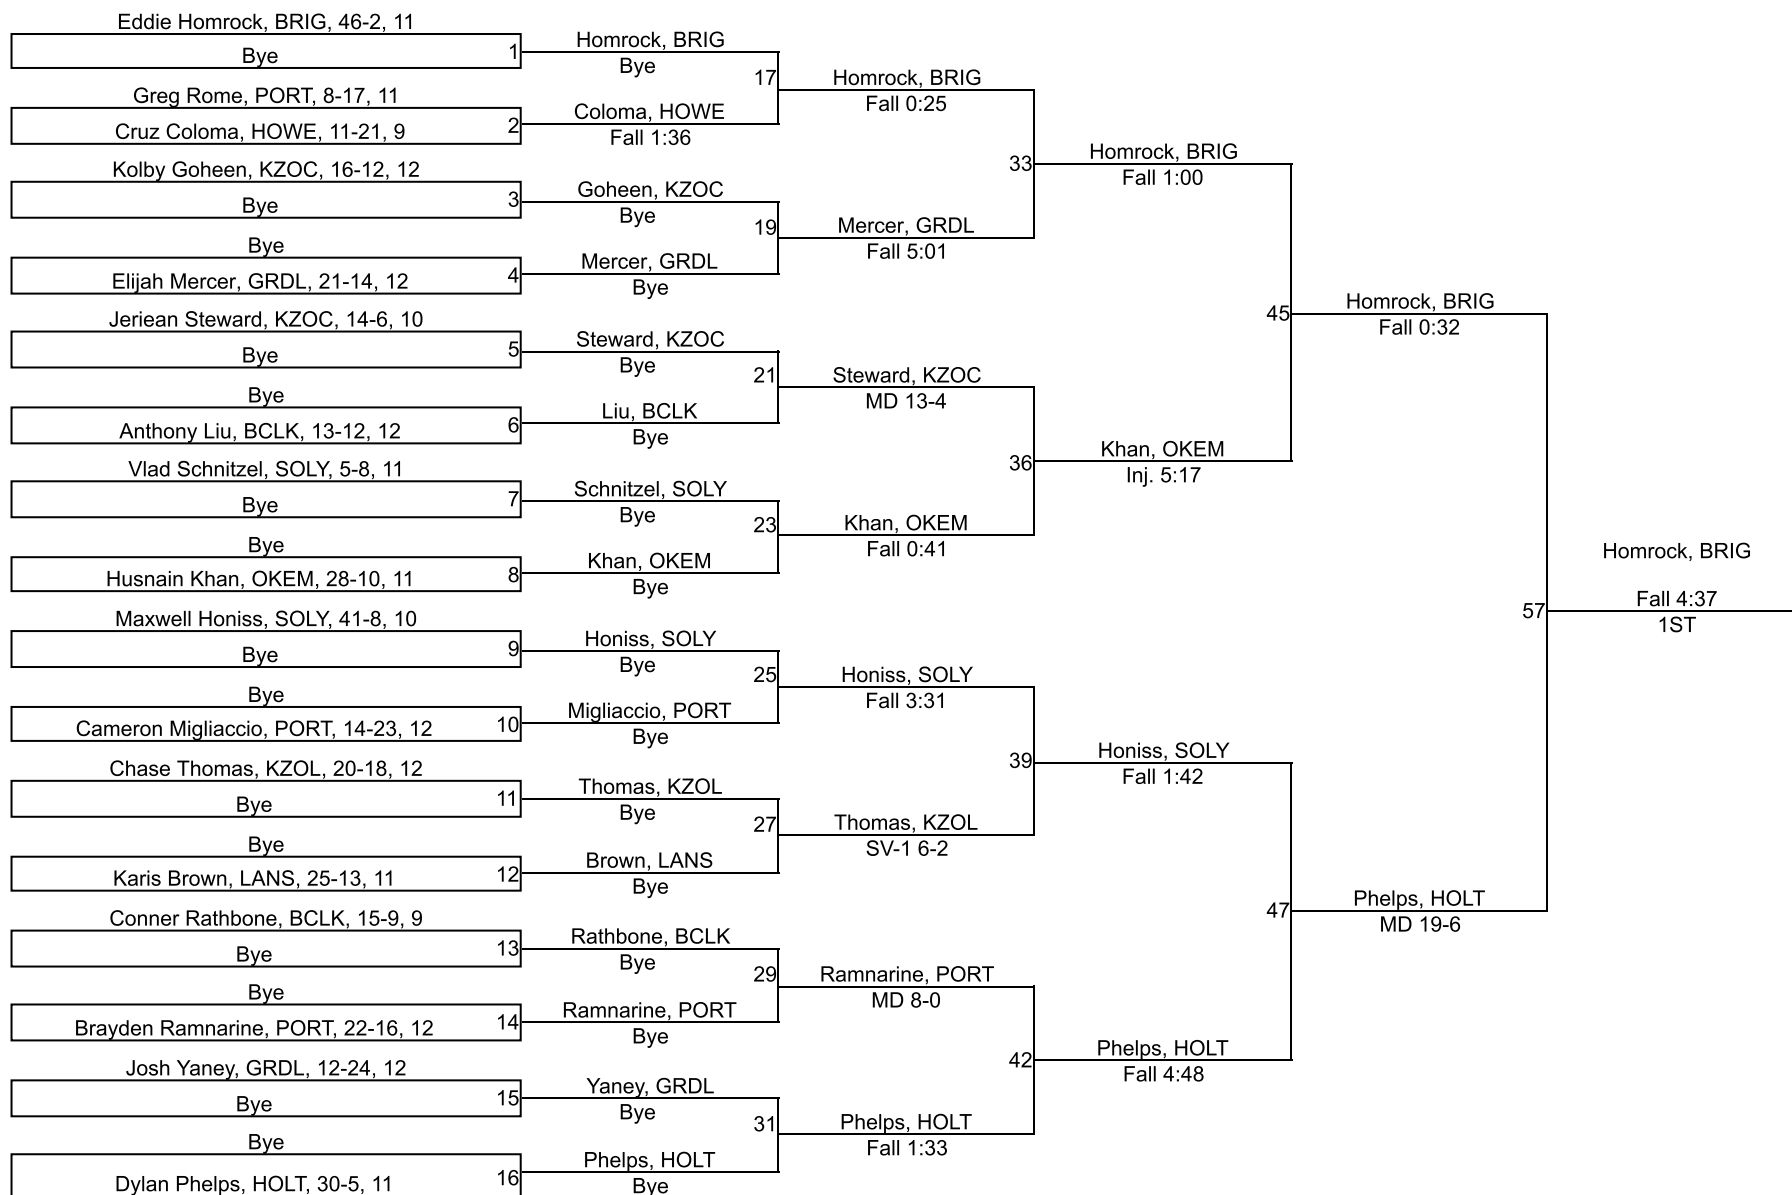 Eddie Homrock, BRIG, 46-2, 11
Bye
1
Greg Rome, PORT, 8-17, 11
Cruz Coloma, HOWE, 11-21, 9
2
Kolby Goheen, KZOC, 16-12, 12
Bye
3
Bye
Elijah Mercer, GRDL, 21-14, 12
4
Jeriean Steward, KZOC, 14-6, 10
Bye
5
Bye
Anthony Liu, BCLK, 13-12, 12
6
Vlad Schnitzel, SOLY, 5-8, 11
Bye
7
Bye
Husnain Khan, OKEM, 28-10, 11
8
Maxwell Honiss, SOLY, 41-8, 10
Bye
9
Bye
Cameron Migliaccio, PORT, 14-23, 12
10
Chase Thomas, KZOL, 20-18, 12
Bye
11
Bye
Karis Brown, LANS, 25-13, 11
12
Conner Rathbone, BCLK, 15-9, 9
Bye
13
Bye
Brayden Ramnarine, PORT, 22-16, 12
14
Josh Yaney, GRDL, 12-24, 12
Bye
15
Bye
Dylan Phelps, HOLT, 30-5, 11
16
Homrock, BRIG
Bye
17
Coloma, HOWE
Fall 1:36
Goheen, KZOC
Bye
19
Mercer, GRDL
Bye
Steward, KZOC
Bye
21
Liu, BCLK
Bye
Schnitzel, SOLY
Bye
23
Khan, OKEM
Bye
Honiss, SOLY
Bye
25
Migliaccio, PORT
Bye
Thomas, KZOL
Bye
27
Brown, LANS
Bye
Rathbone, BCLK
Bye
29
Ramnarine, PORT
Bye
Yaney, GRDL
Bye
31
Phelps, HOLT
Bye
Homrock, BRIG
Fall 0:25
33
Mercer, GRDL
Fall 5:01
Steward, KZOC
MD 13-4
36
Khan, OKEM
Fall 0:41
Honiss, SOLY
Fall 3:31
39
Thomas, KZOL
SV-1 6-2
Ramnarine, PORT
MD 8-0
42
Phelps, HOLT
Fall 1:33
Homrock, BRIG
Fall 1:00
45
Khan, OKEM
Inj. 5:17
Honiss, SOLY
Fall 1:42
47
Phelps, HOLT
Fall 4:48
Homrock, BRIG
Fall 0:32
57
Phelps, HOLT
MD 19-6
Homrock, BRIG
Fall 4:37
1ST